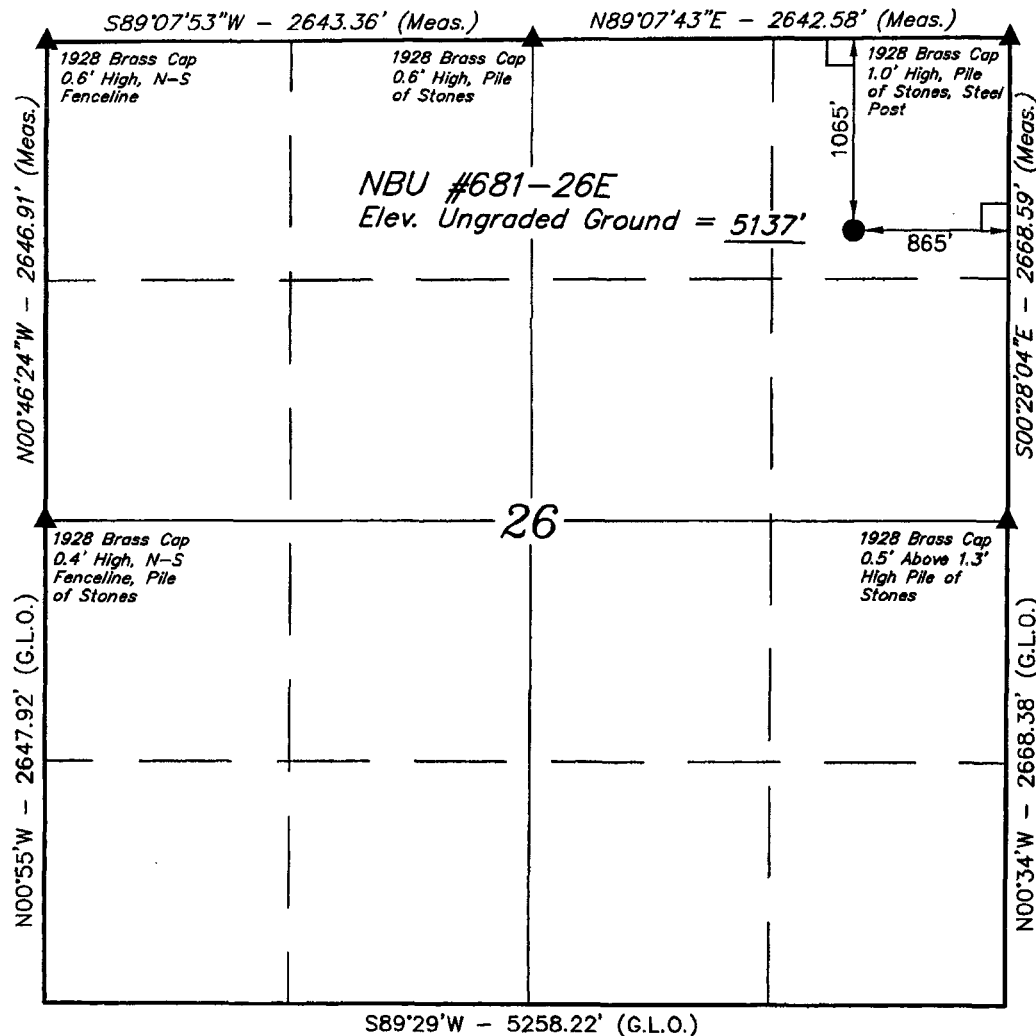 S89°07'53"W - 2643.36' (Meas.)
N89°07'43"E - 2642.58' (Meas.)
1928 Brass Cap
0.6' High, N-S
Fenceline
1928 Brass Cap
0.6' High, Pile
of Stones
1928 Brass Cap
1.0' High, Pile
of Stones, Steel
Post
N00°46'24"W - 2646.91' (Meas.)
1065'
S00°28'04"E - 2668.59' (Meas.)
NBU #681-26E
Elev. Ungraded Ground = 5137'
865'
26
1928 Brass Cap
0.4' High, N-S
Fenceline, Pile
of Stones
1928 Brass Cap
0.5' Above 1.3'
High Pile of
Stones
N00°55'W - 2647.92' (G.L.O.)
N00°34'W - 2668.38' (G.L.O.)
S89°29'W - 5258.22' (G.L.O.)